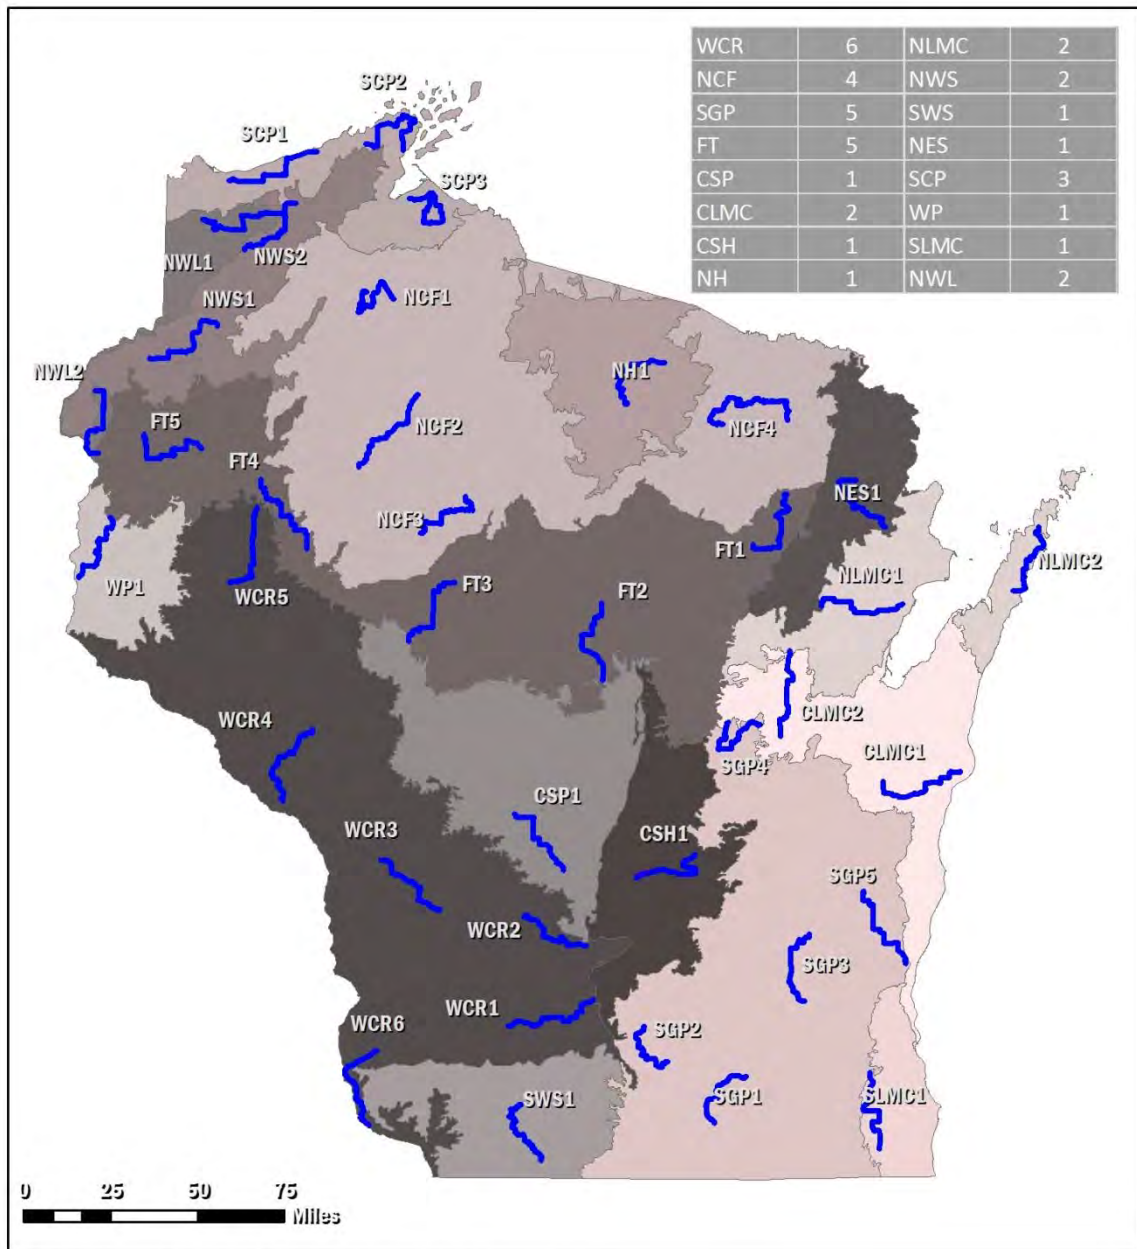 WCR 6 NLMC 2
NCF 4 NWS 2
SGP 5 SWS 1
FT 5 NES 1
CSP 1 SCP 3
CLMC 2 WP 1
CSH 1 SLMC 1
NH 1 NWL 2
SCP2
SCP1
SCP3
NWL1
NWS2
NWS1
NCF1
NWL2
NH1
FT5
NCF2
NCF4
FT4
NCF3
NES1
FT1
WP1
WCR5
FT3
FT2
NLMC1
NLMC2
WCR4
CLMC2
SGP4
CLMC1
CSP1
WCR3
CSH1
SGP5
WCR2
SGP3
WCR1
WCR6
SGP2
SWS1
SGP1
SLMC1
0 25 50 75
Miles